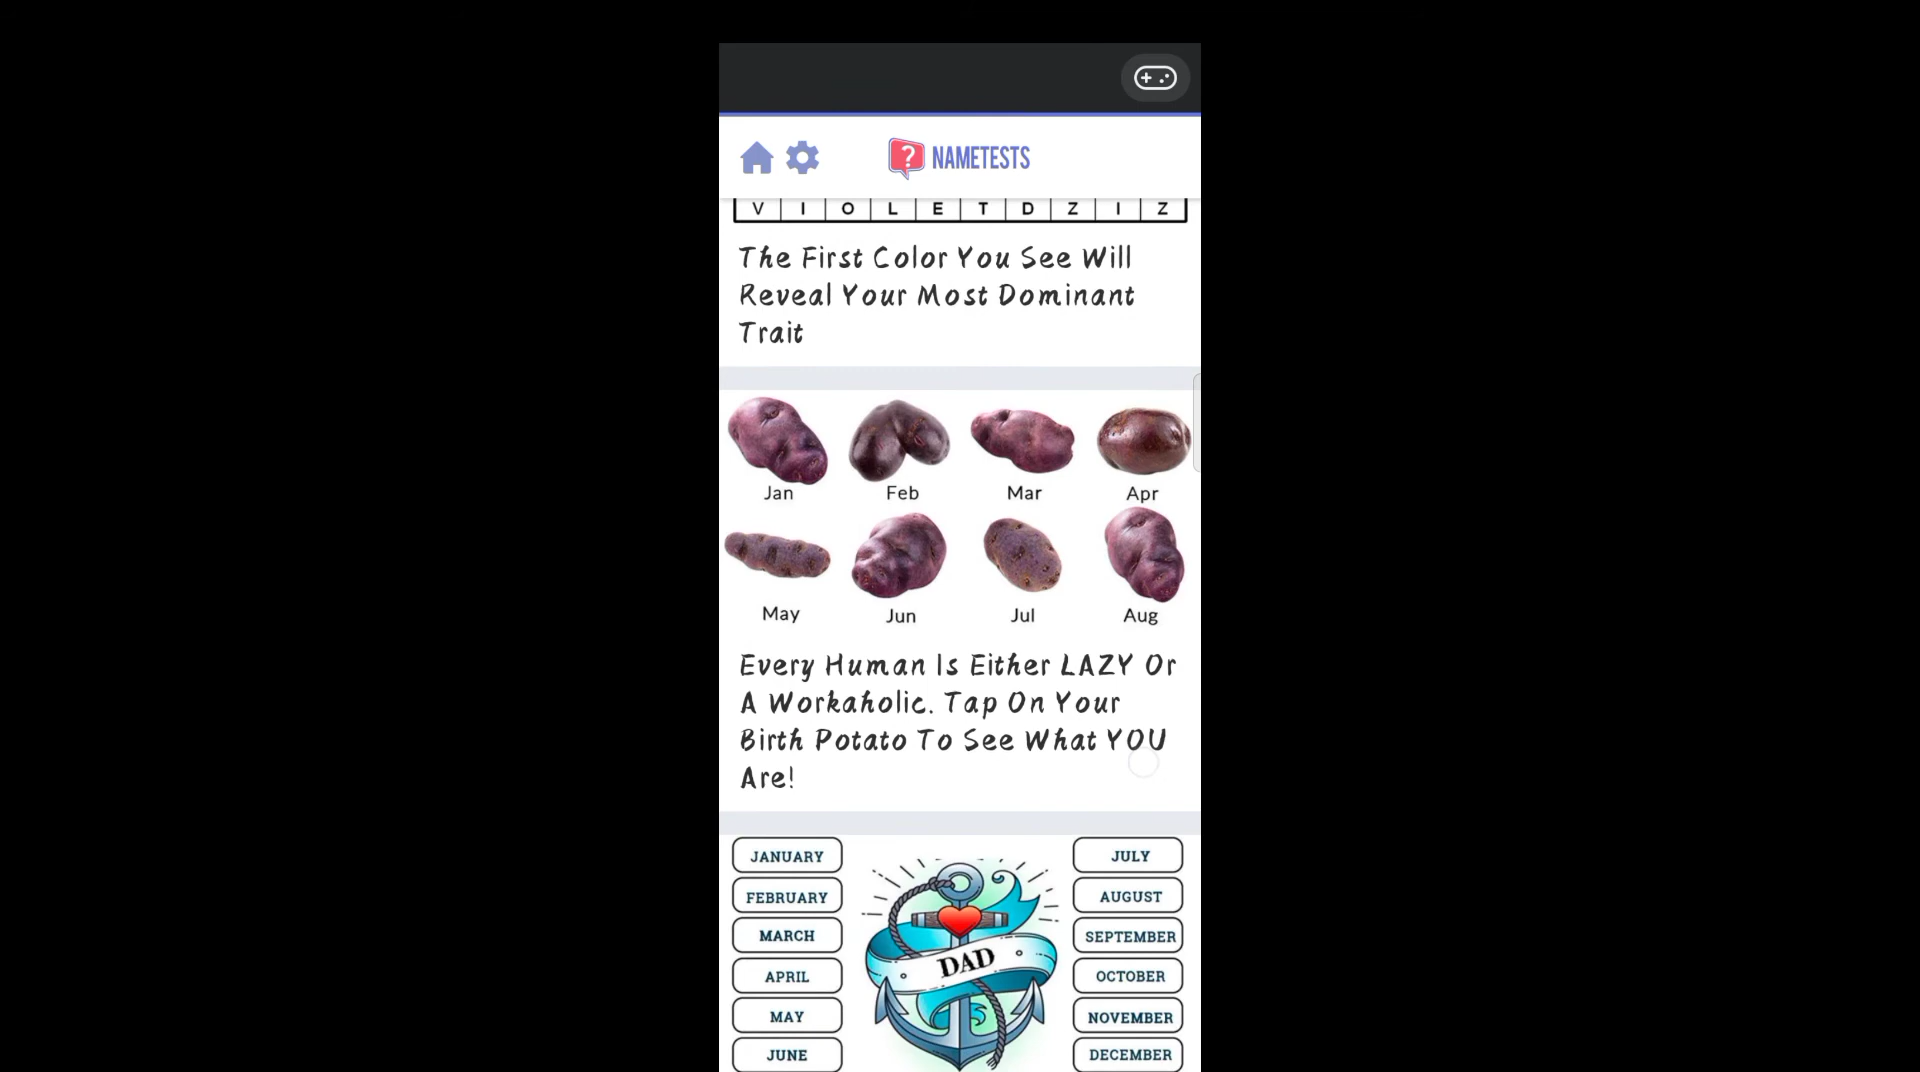 NAMETESTS
V I O L E T D Z I Z
The First Color You See Will
Reveal Your Most Dominant
Trait
Jan Feb Mar Apr
May Jun Jul Aug
Every Human Is Either LAZY Or
A Workaholic. Tap On Your
Birth Potato To See What YOU
Are!
JANUARY
FEBRUARY
MARCH
APRIL
MAY
JUNE
DAD
JULY
AUGUST
SEPTEMBER
OCTOBER
NOVEMBER
DECEMBER